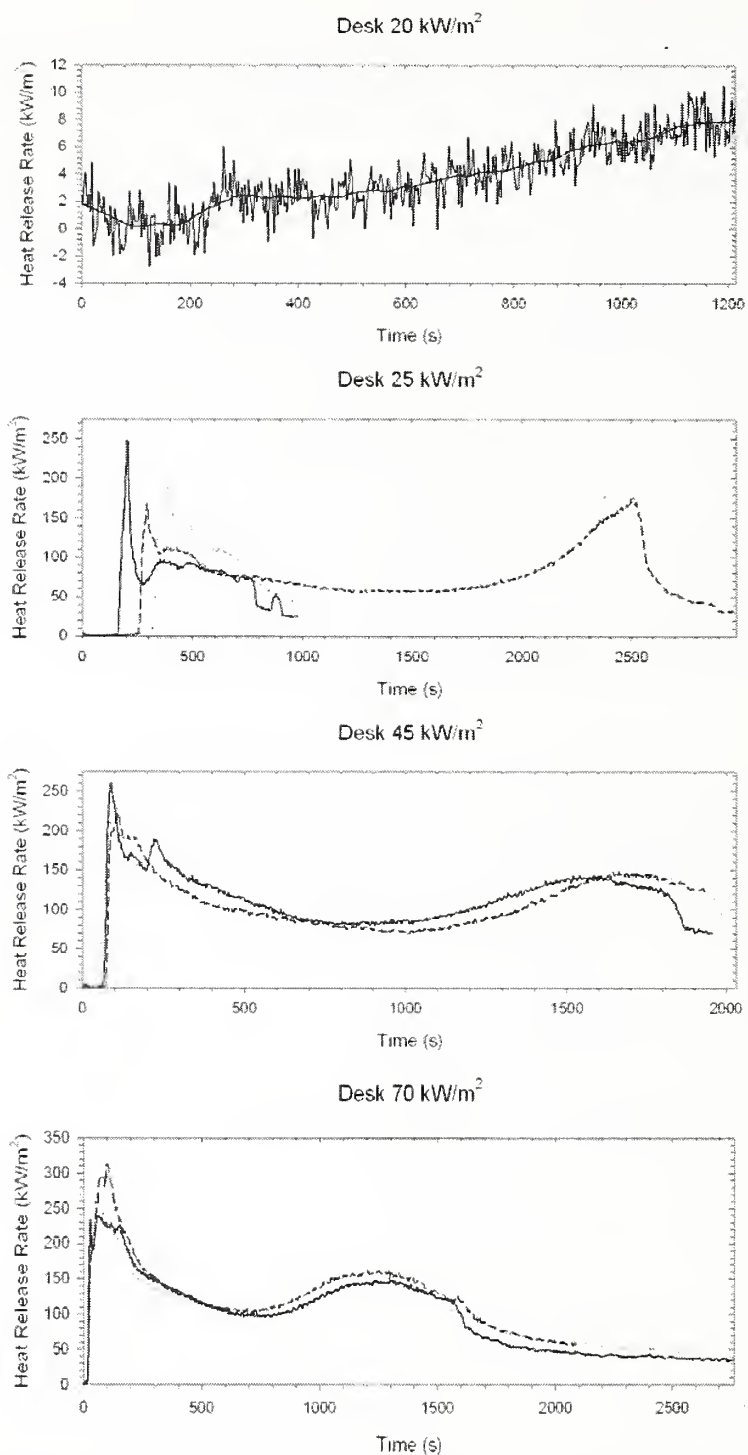 Desk 20 kW/m²
Heat Release Rate (kW/m²)
12
10
8
6
4
2
0
-2
-4
0 200 400 600 800 1000 1200
Time (s)
Desk 25 kW/m²
Heat Release Rate (kW/m²)
250
200
150
100
50
0
0 500 1000 1500 2000 2500
Time (s)
Desk 45 kW/m²
Heat Release Rate (kW/m²)
250
200
150
100
50
0
0 500 1000 1500 2000
Time (s)
Desk 70 kW/m²
Heat Release Rate (kW/m²)
350
300
250
200
150
100
50
0
0 500 1000 1500 2000 2500
Time (s)